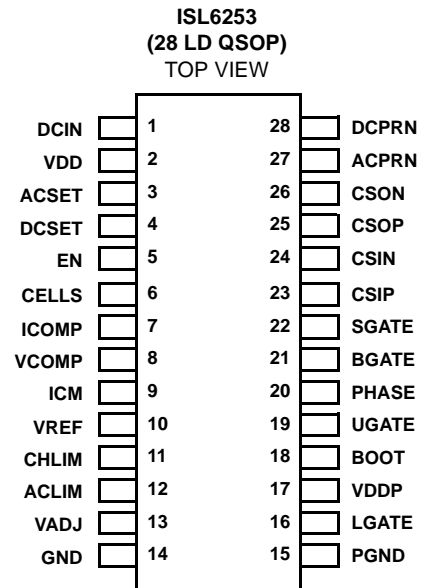 ISL6253
(28 LD QSOP)
TOP VIEW
DCIN 1 28 DCPRN
VDD 2 27 ACPRN
ACSET 3 26 CSON
DCSET 4 25 CSOP
EN 5 24 CSIN
CELLS 6 23 CSIP
ICOMP 7 22 SGATE
VCOMP 8 21 BGATE
ICM 9 20 PHASE
VREF 10 19 UGATE
CHLIM 11 18 BOOT
ACLIM 12 17 VDDP
VADJ 13 16 LGATE
GND 14 15 PGND